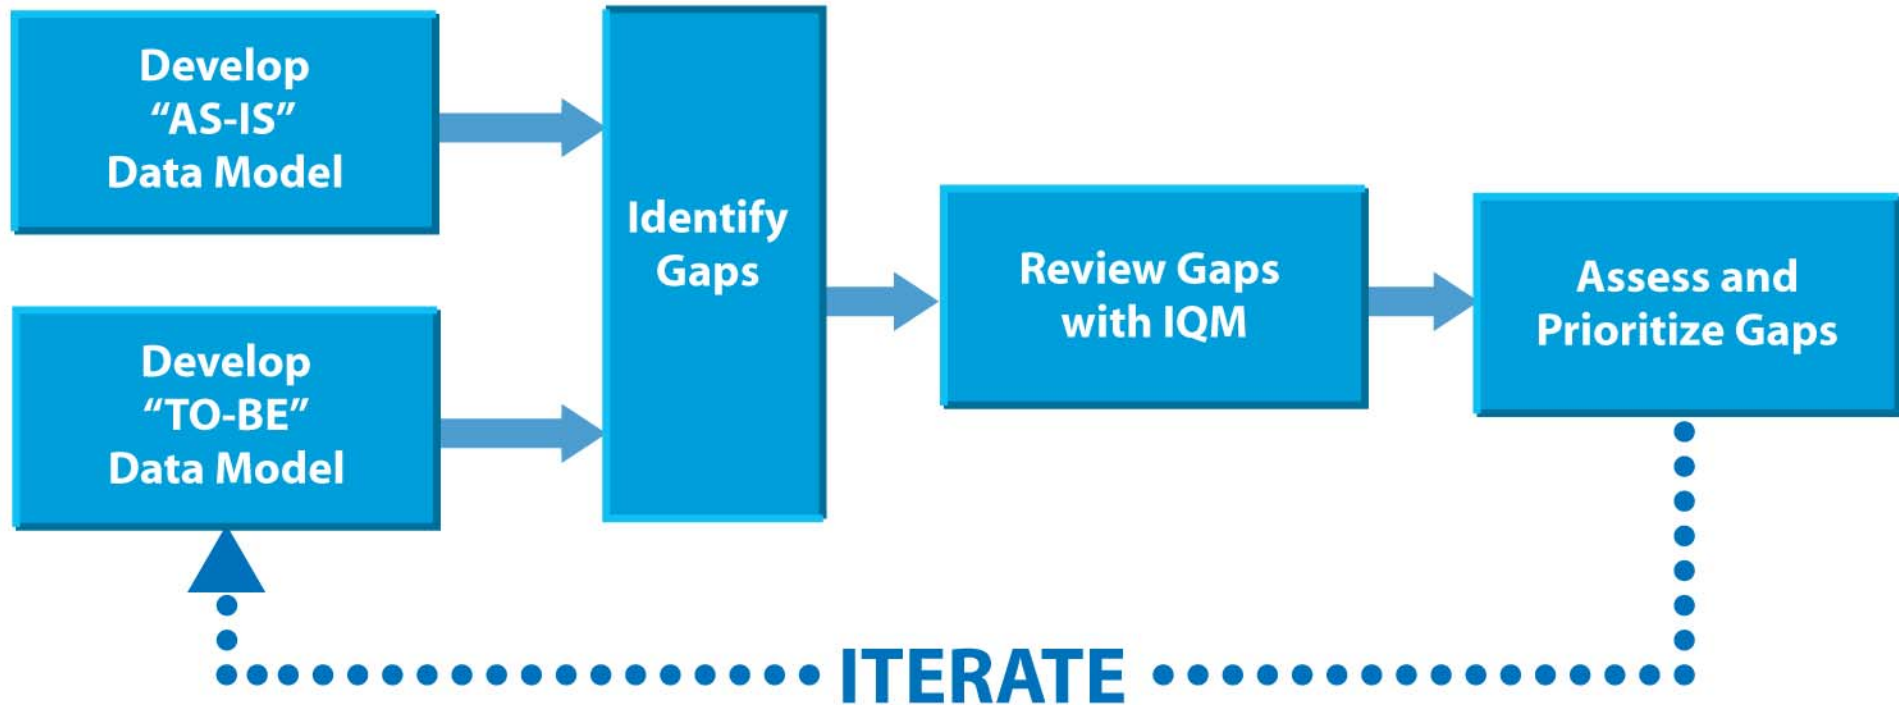 Develop
“AS-IS”
Data Model
Develop
“TO-BE”
Data Model
Identify
Gaps
Review Gaps
with IQM
Assess and
Prioritize Gaps
ITERATE